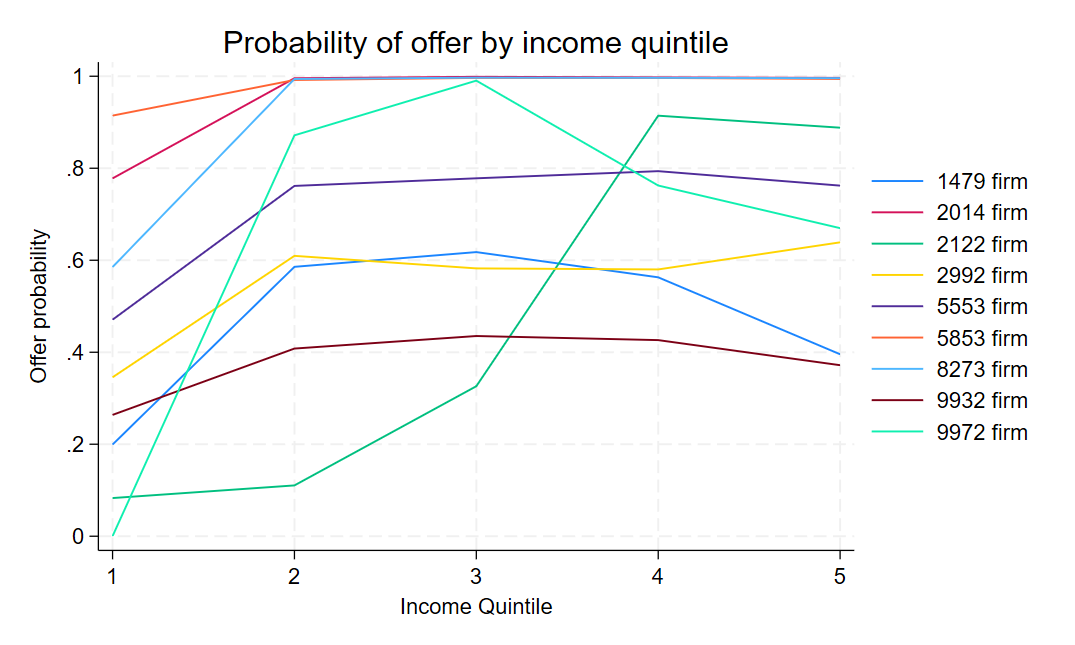 Probability of offer by income quintile
1
.8
.6
.4
.2
0
Offer probability
1 2 3 4 5
Income Quintile
1479 firm
2014 firm
2122 firm
2992 firm
5553 firm
5853 firm
8273 firm
9932 firm
9972 firm